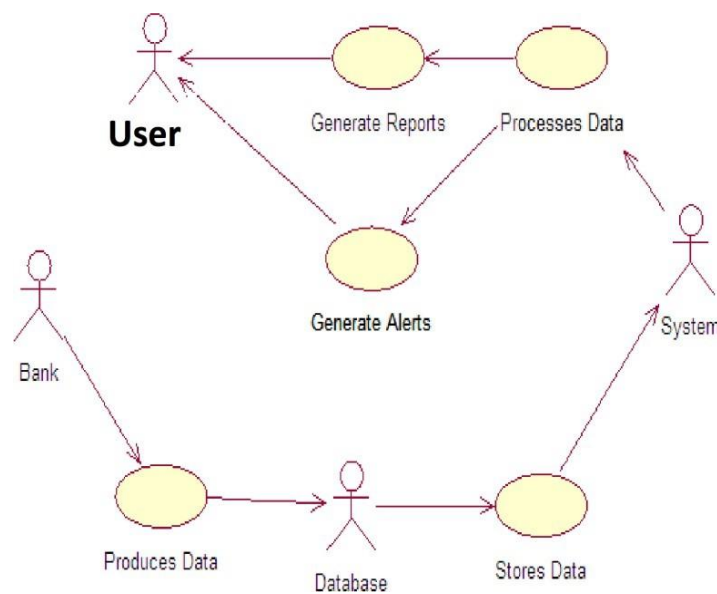 Generate Reports
Processes Data
User
Generate Alerts
System
Bank
Produces Data
Database
Stores Data